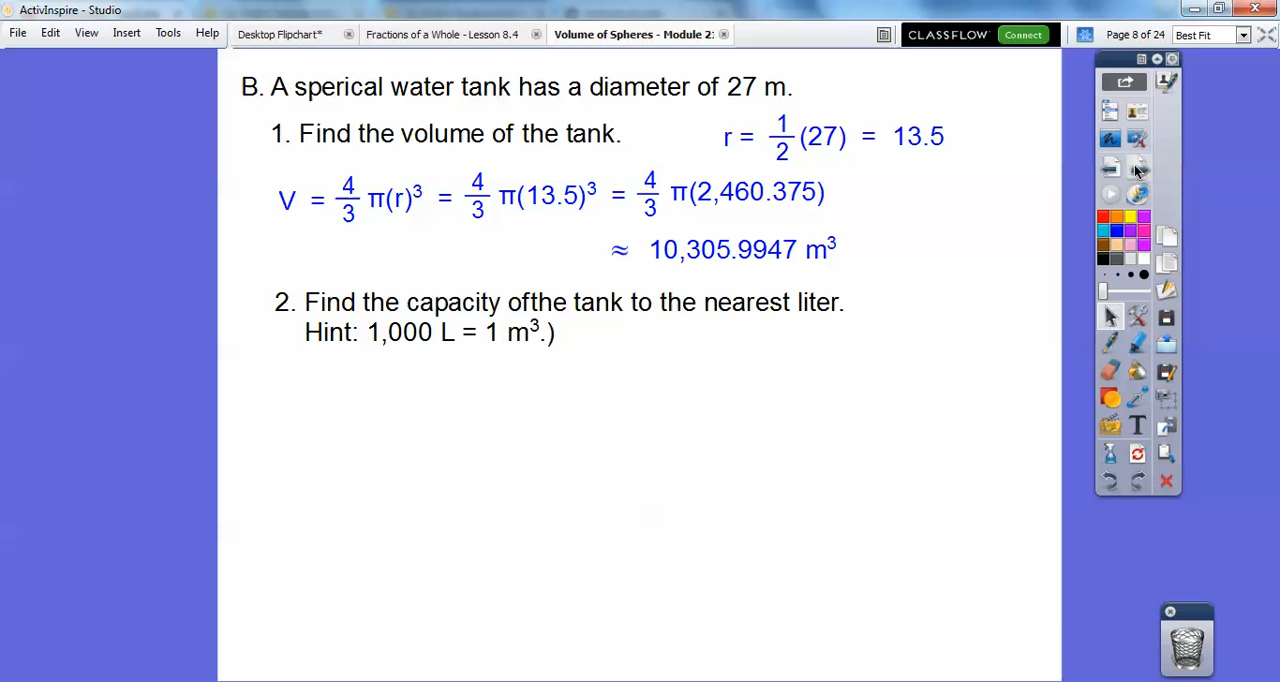 ActivInspire - Studio
File Edit View Insert Tools Help
Desktop Flipchart*
Fractions of a Whole - Lesson 8.4
Volume of Spheres - Module 2:
CLASSFLOW Connect
Page 8 of 24
Best Fit
B. A sperical water tank has a diameter of 27 m.
1. Find the volume of the tank.
r = 1/2 (27) = 13.5
V = 4/3 π(r)³ = 4/3 π(13.5)³ = 4/3 π(2,460.375)
≈ 10,305.9947 m³
2. Find the capacity ofthe tank to the nearest liter.
Hint: 1,000 L = 1 m³.)
T